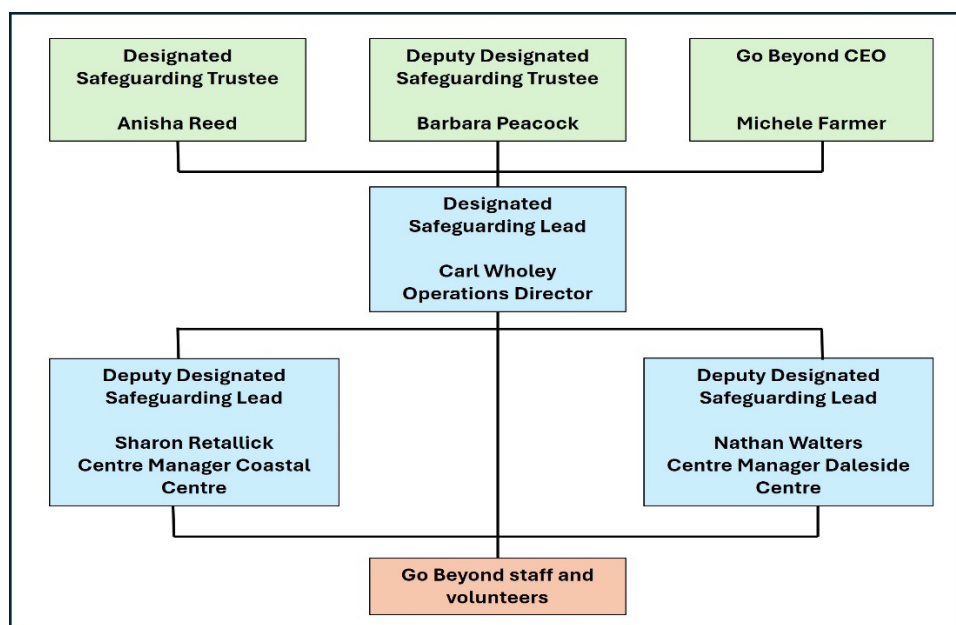 Designated
Safeguarding Trustee
Anisha Reed
Deputy Designated
Safeguarding Trustee
Barbara Peacock
Go Beyond CEO
Michele Farmer
Designated
Safeguarding Lead
Carl Wholey
Operations Director
Deputy Designated
Safeguarding Lead
Sharon Retallick
Centre Manager Coastal
Centre
Deputy Designated
Safeguarding Lead
Nathan Walters
Centre Manager Daleside
Centre
Go Beyond staff and
volunteers